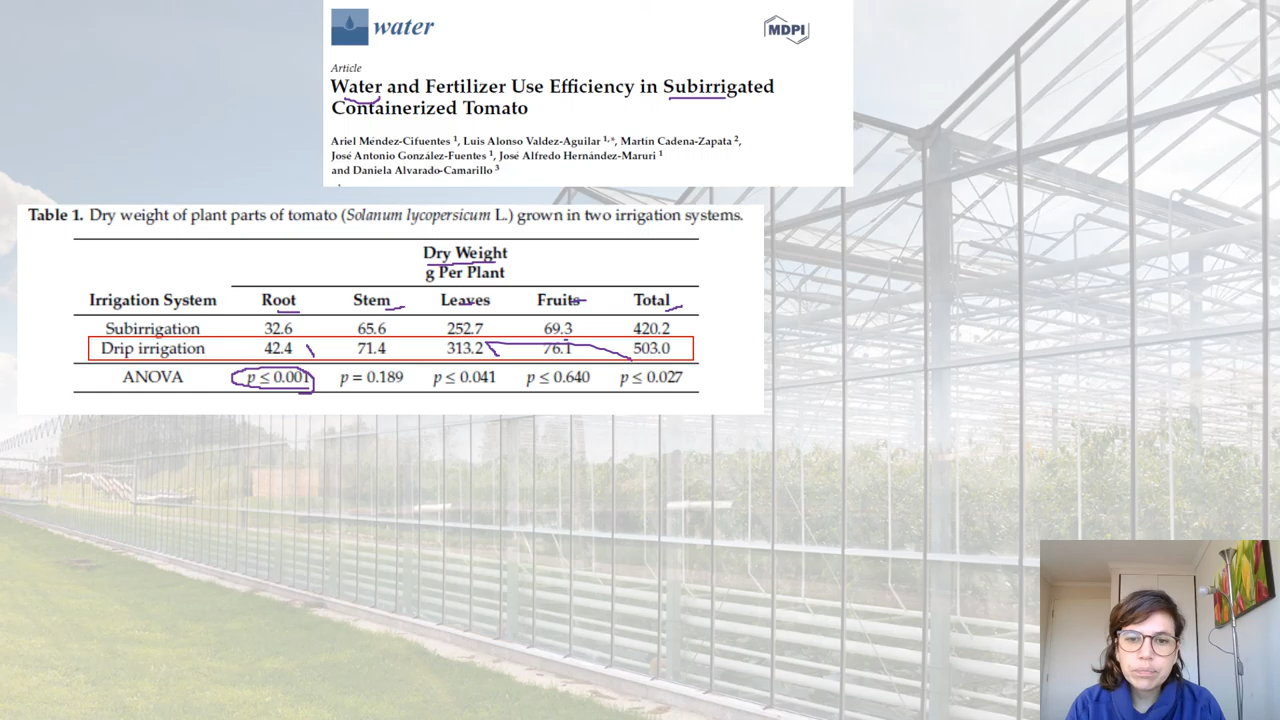 water
MDPI
Article
Water and Fertilizer Use Efficiency in Subirrigated
Containerized Tomato
Ariel Méndez-Cifuentes 1, Luis Alonso Valdez-Aguilar 1,*, Martín Cadena-Zapata 2,
José Antonio González-Fuentes 1, José Alfredo Hernández-Maruri 1
and Daniela Alvarado-Camarillo 3
Table 1. Dry weight of plant parts of tomato (Solanum lycopersicum L.) grown in two irrigation systems.
Dry Weight
g Per Plant
Irrigation System Root Stem Leaves Fruits Total
Subirrigation 32.6 65.6 252.7 69.3 420.2
Drip irrigation 42.4 71.4 313.2 76.1 503.0
ANOVA p ≤ 0.001 p = 0.189 p ≤ 0.041 p ≤ 0.640 p ≤ 0.027